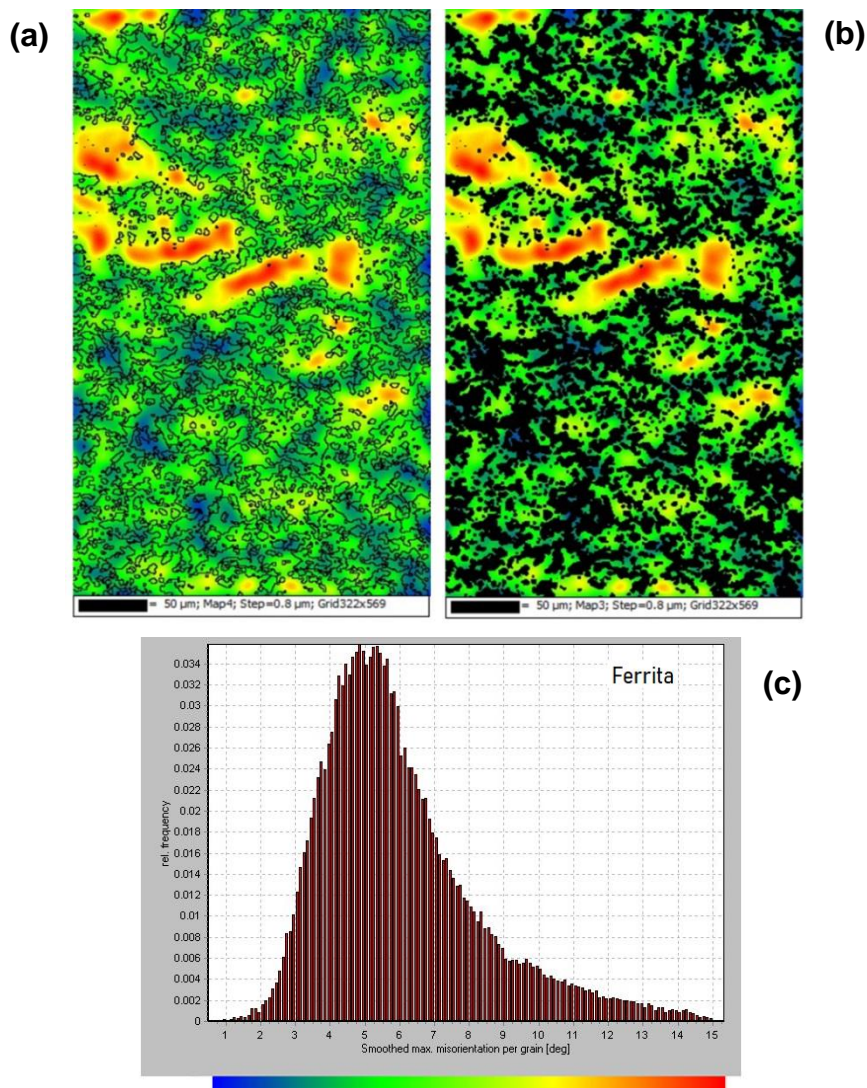 (a)
(b)
= 50 µm; Map4; Step=0.8 µm; Grid322x569
= 50 µm; Map3; Step=0.8 µm; Grid322x569
(c)
Ferrita
0.034
0.032
0.03
0.028
0.026
0.024
0.022
0.02
0.018
0.016
0.014
0.012
0.01
0.008
0.006
0.004
0.002
0
rel. frequency
1 2 3 4 5 6 7 8 9 10 11 12 13 14 15
Smoothed max. misorientation per grain [deg]